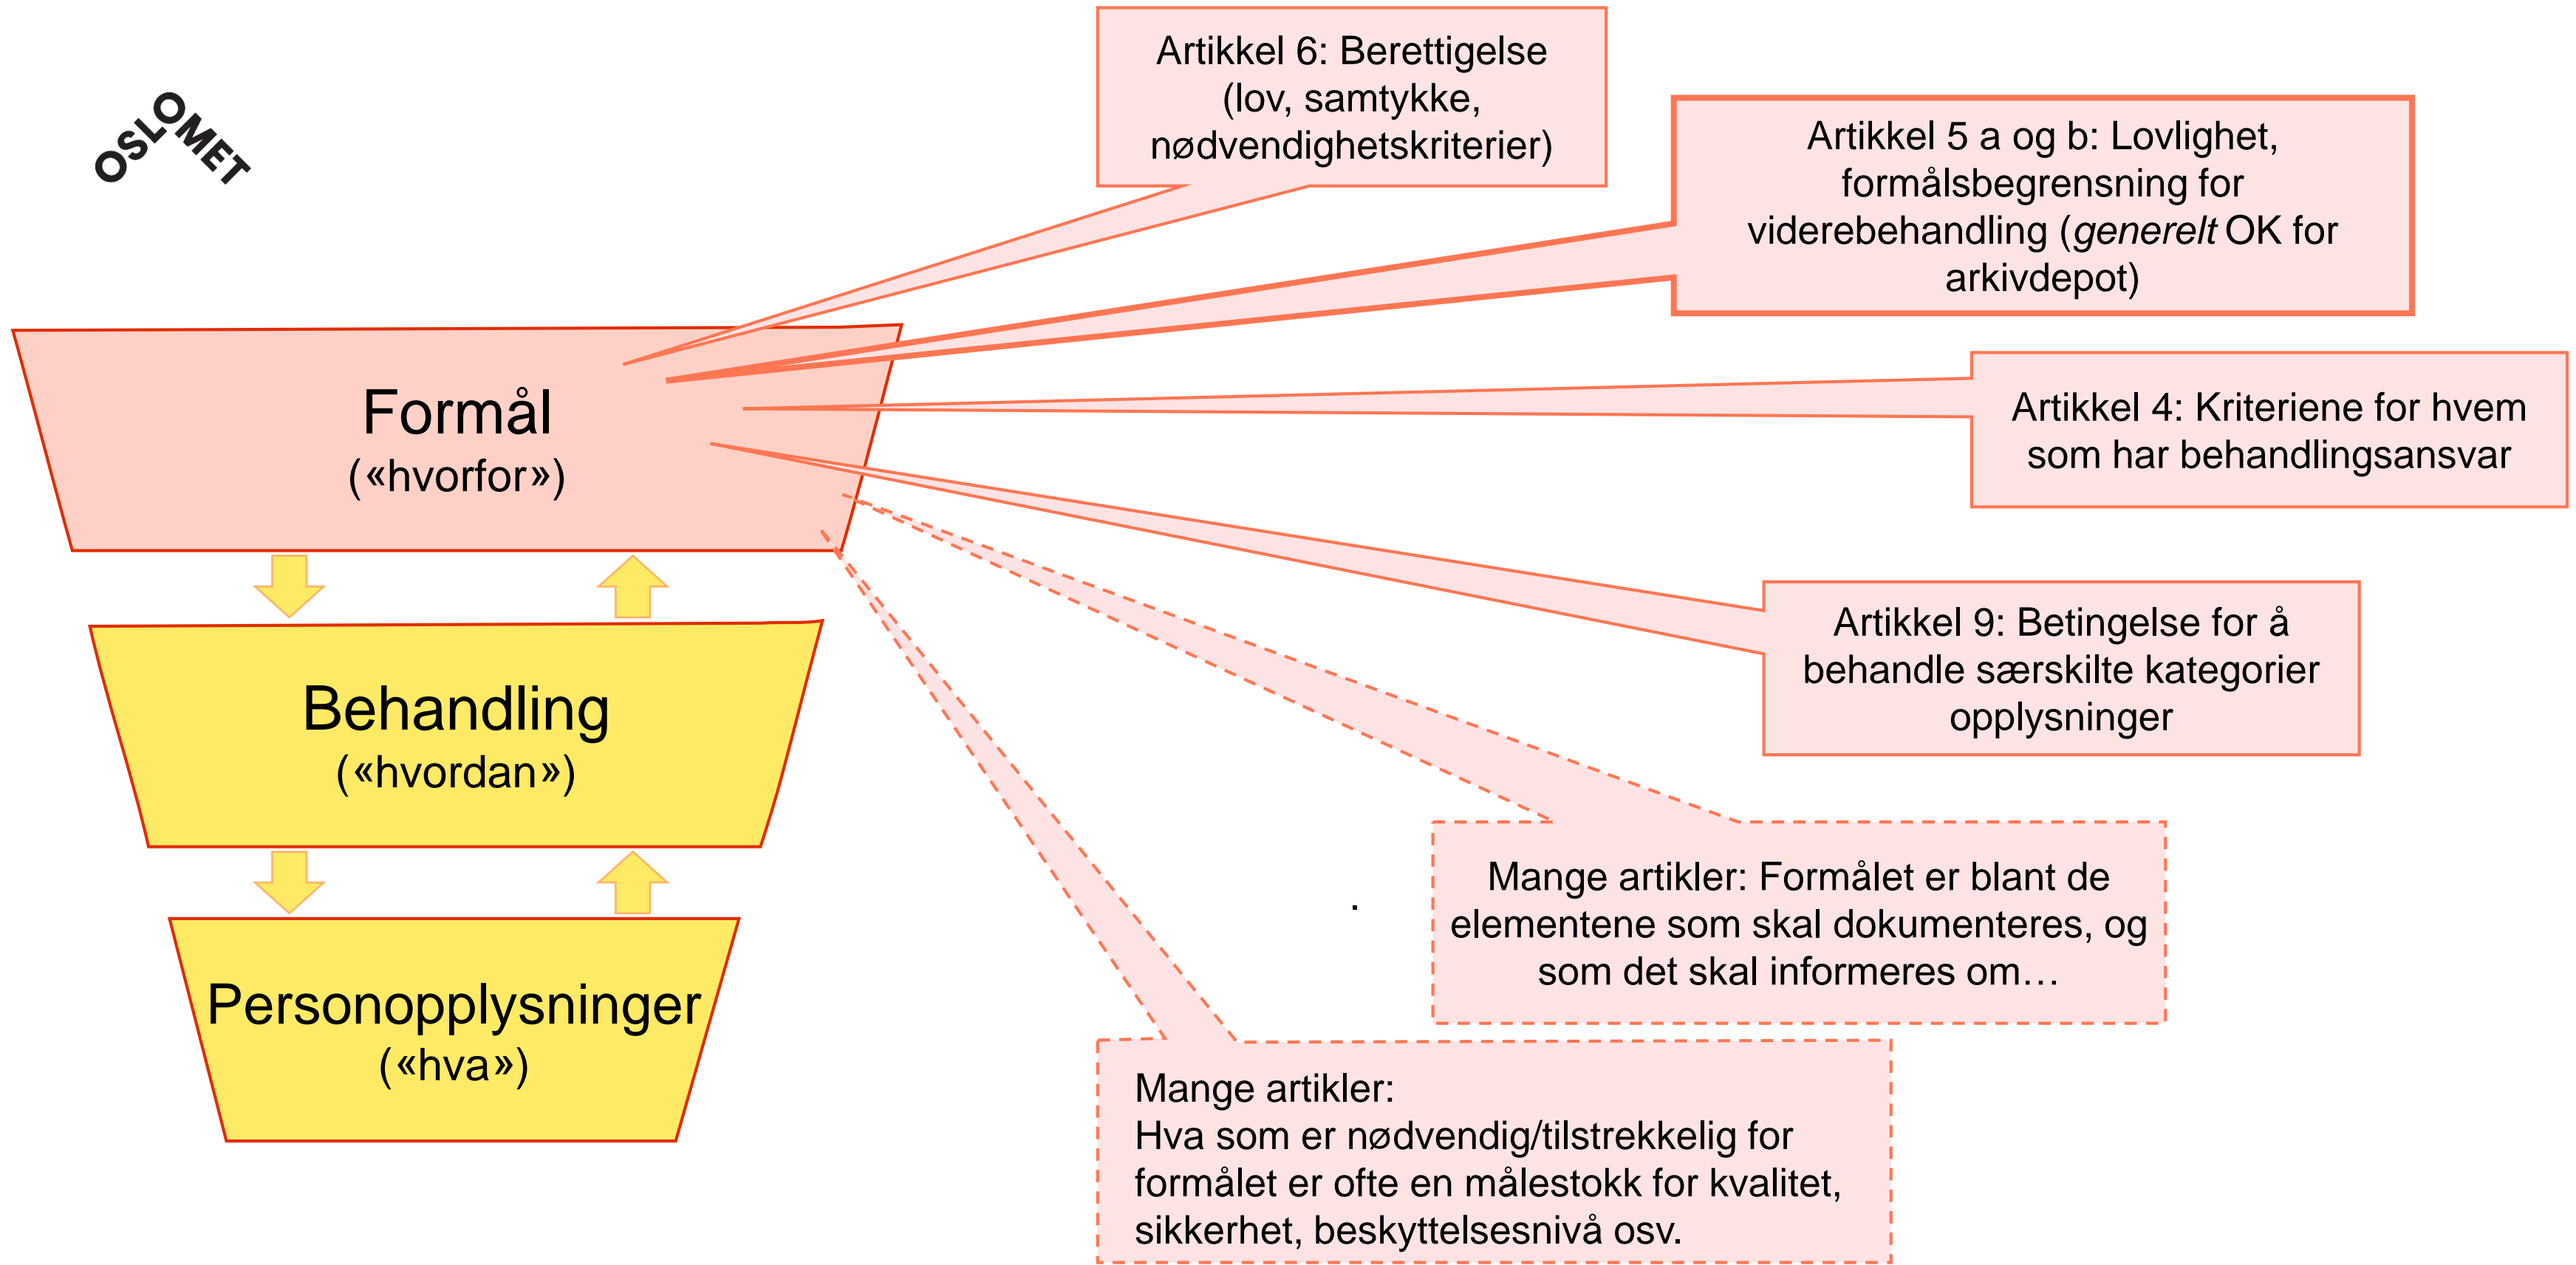 OSLOMET
Artikkel 6: Berettigelse
(lov, samtykke,
nødvendighetskriterier)
Artikkel 5 a og b: Lovlighet,
formålsbegrensning for
viderebehandling (generelt OK for
arkivdepot)
Formål
(«hvorfor»)
Artikkel 4: Kriteriene for hvem
som har behandlingsansvar
Artikkel 9: Betingelse for å
behandle særskilte kategorier
opplysninger
Behandling
(«hvordan»)
Mange artikler: Formålet er blant de
elementene som skal dokumenteres, og
som det skal informeres om…
.
Personopplysninger
(«hva»)
Mange artikler:
Hva som er nødvendig/tilstrekkelig for
formålet er ofte en målestokk for kvalitet,
sikkerhet, beskyttelsesnivå osv.